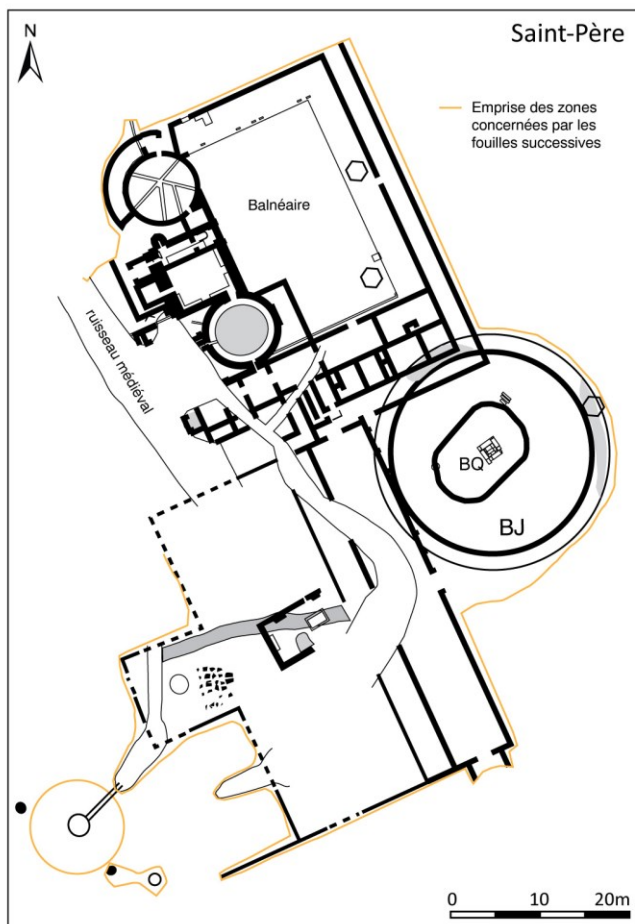 Saint-Père
N
Emprise des zones
concernées par les
fouilles successives
Balnéaire
ruisseau médiéval
BQ
BJ
0 10 20m